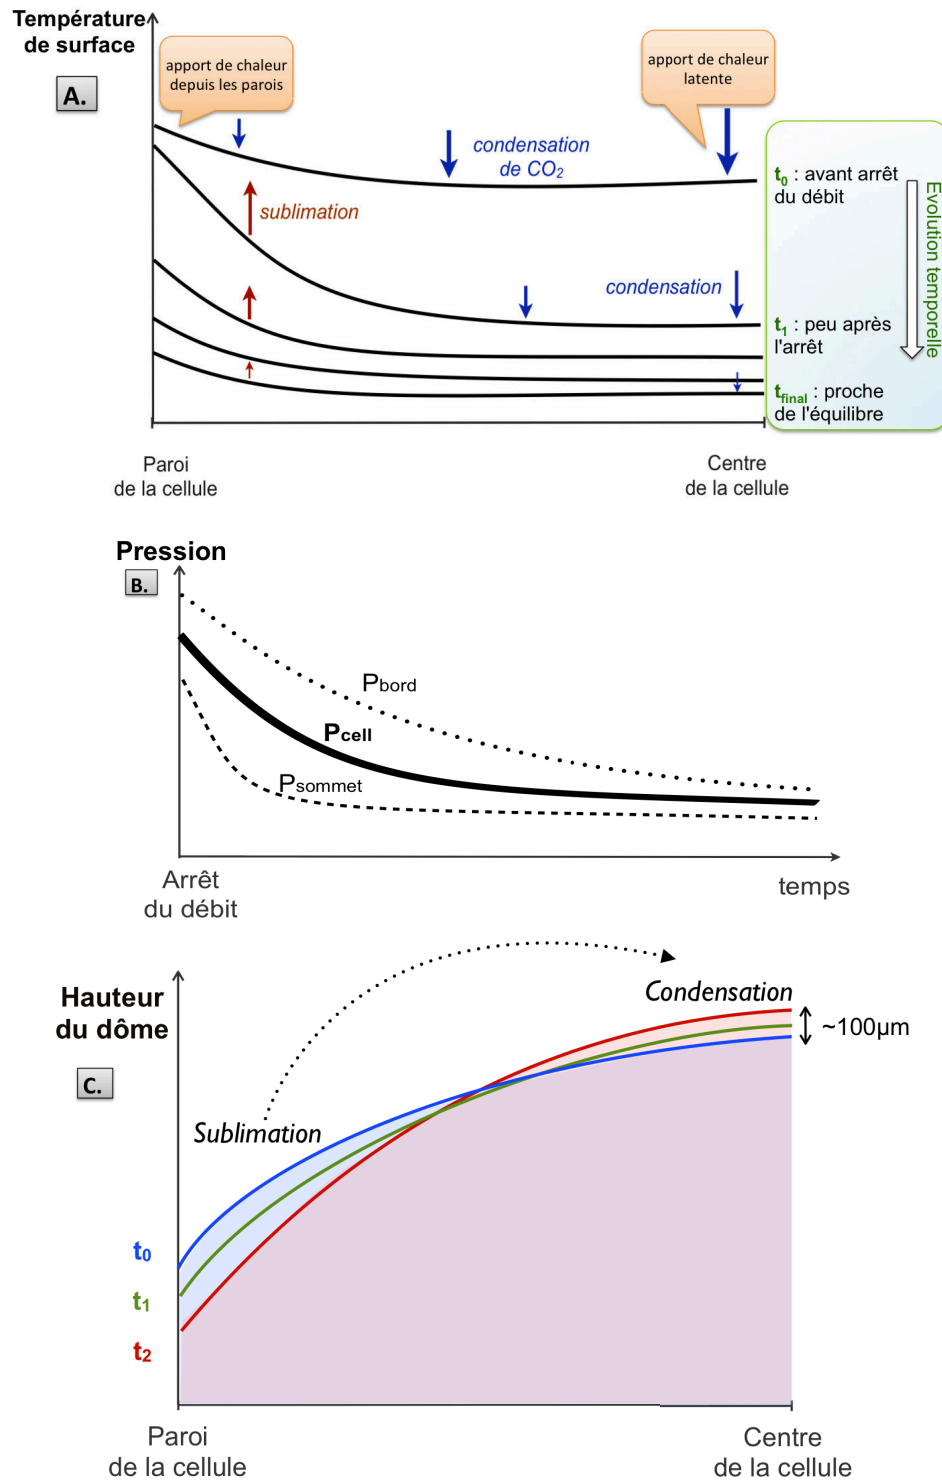 Température
de surface
A.
apport de chaleur
depuis les parois
apport de chaleur
latente
condensation
de CO₂
sublimation
condensation
t₀ : avant arrêt
du débit
t₁ : peu après
l'arrêt
t_final : proche
de l'équilibre
Evolution temporelle
Paroi
de la cellule
Centre
de la cellule
Pression
B.
Pbord
Pcell
Psommet
Arrêt
du débit
temps
Hauteur
du dôme
C.
Condensation
~100µm
Sublimation
t₀
t₁
t₂
Paroi
de la cellule
Centre
de la cellule